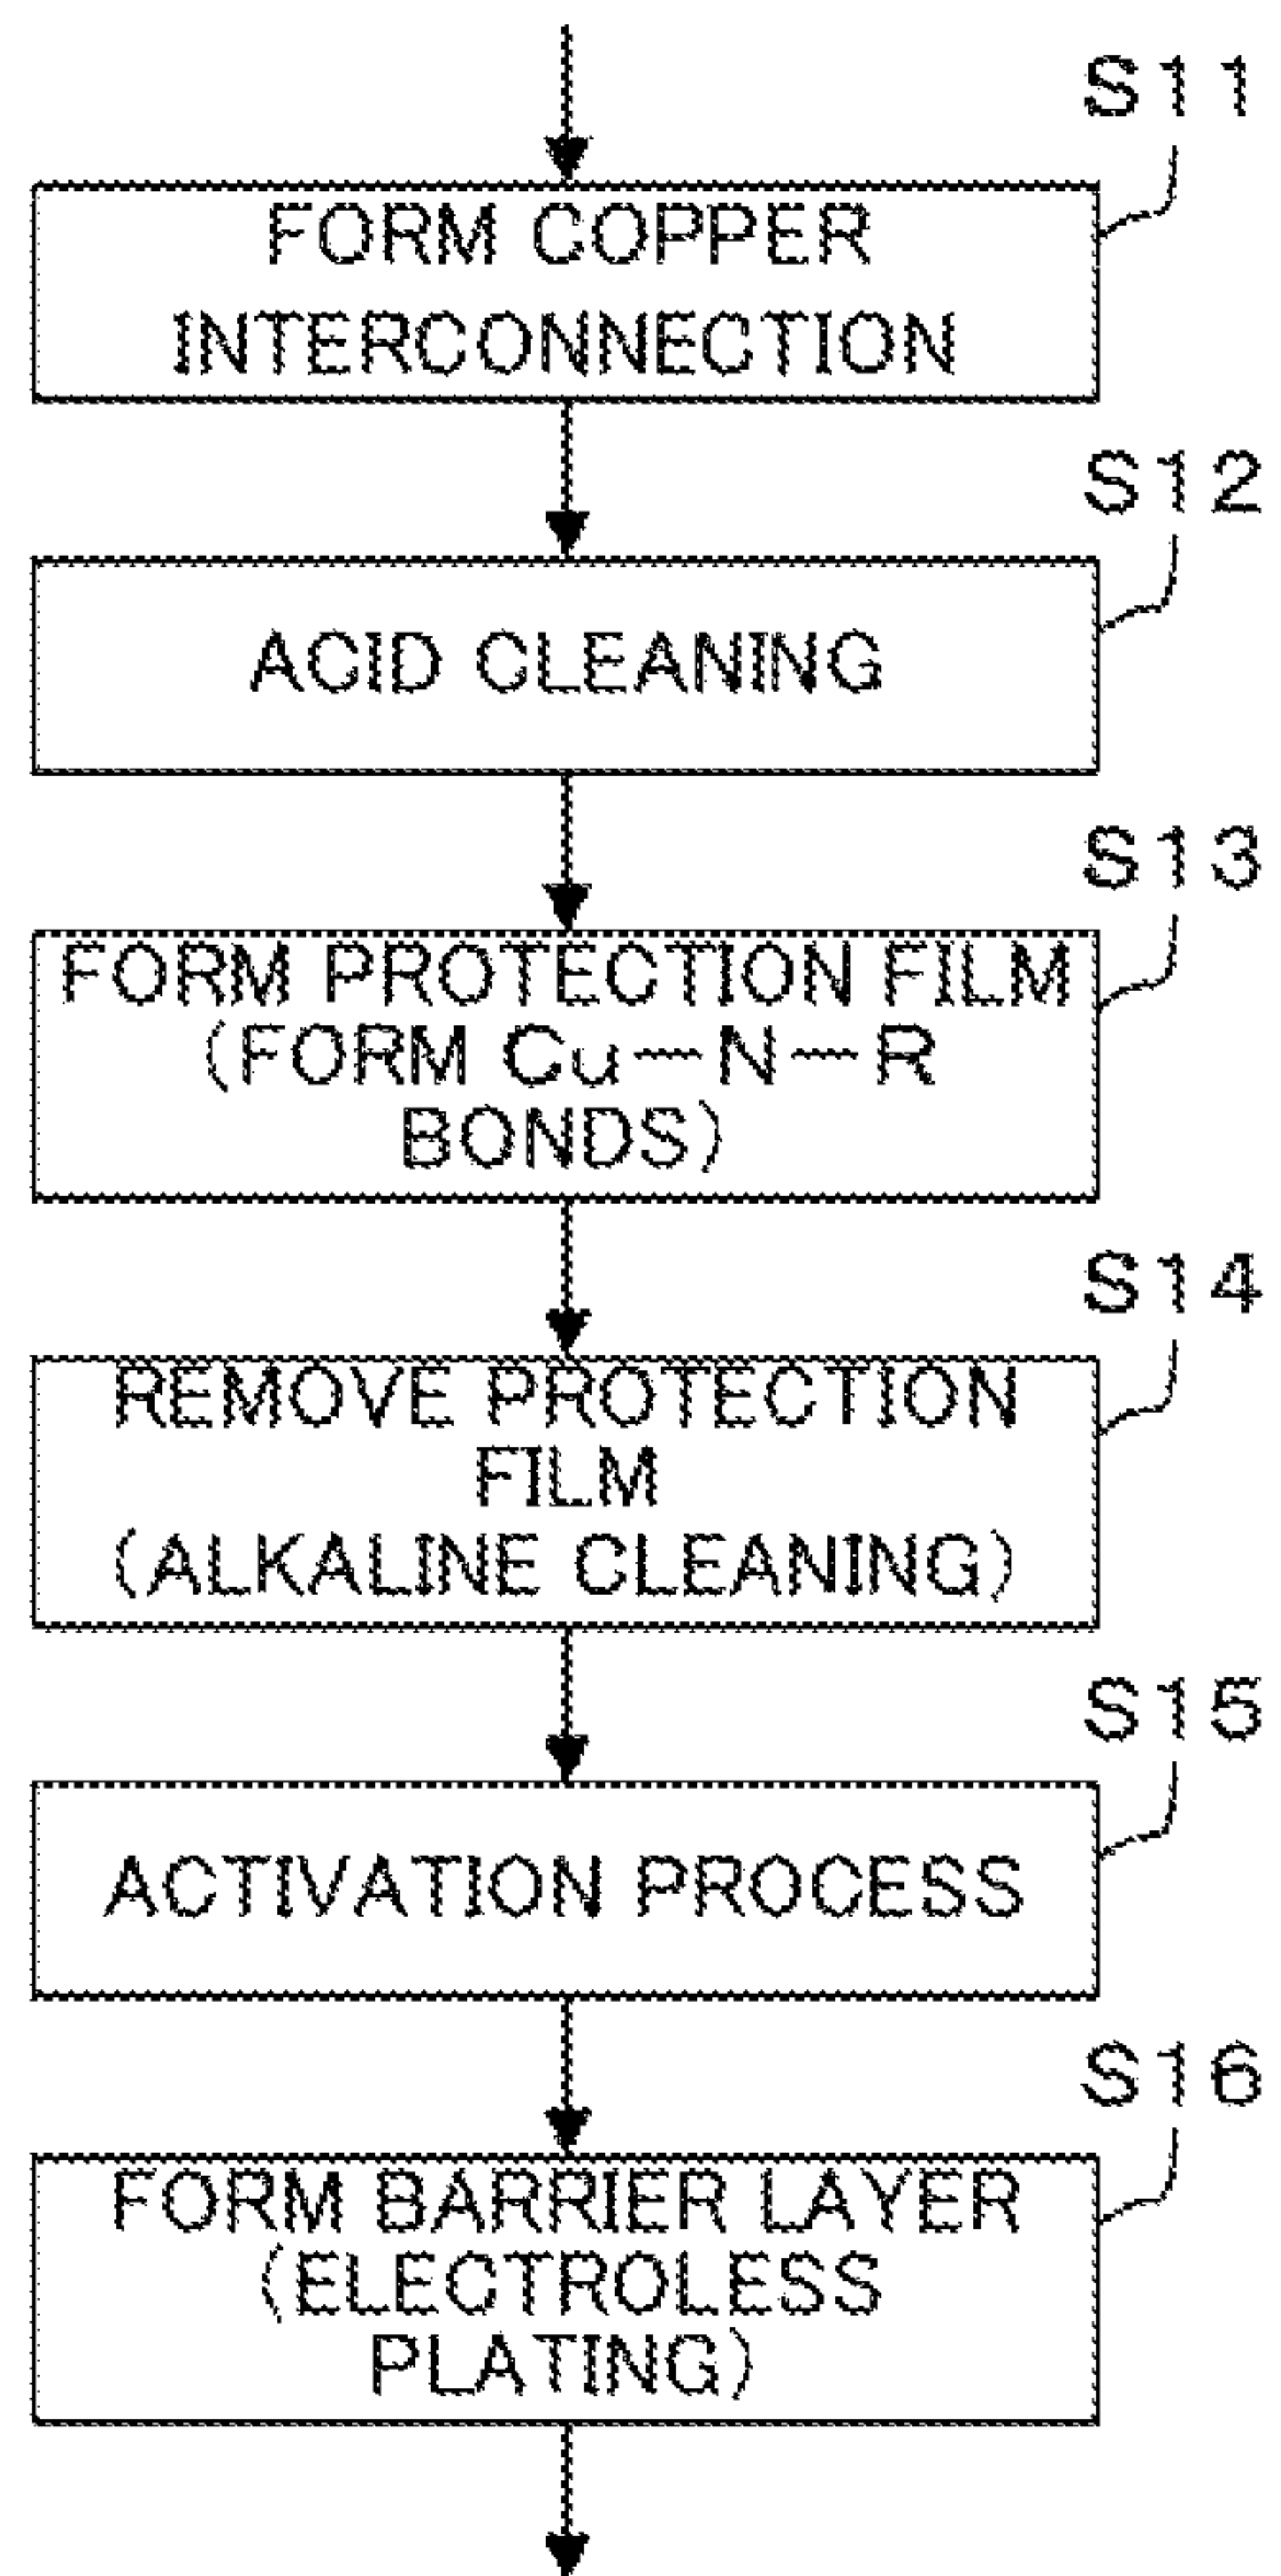 S11
FORM COPPER
INTERCONNECTION
S12
ACID CLEANING
S13
FORM PROTECTION FILM
(FORM Cu—N—R
BONDS)
S14
REMOVE PROTECTION
FILM
(ALKALINE CLEANING)
S15
ACTIVATION PROCESS
S16
FORM BARRIER LAYER
(ELECTROLESS
PLATING)